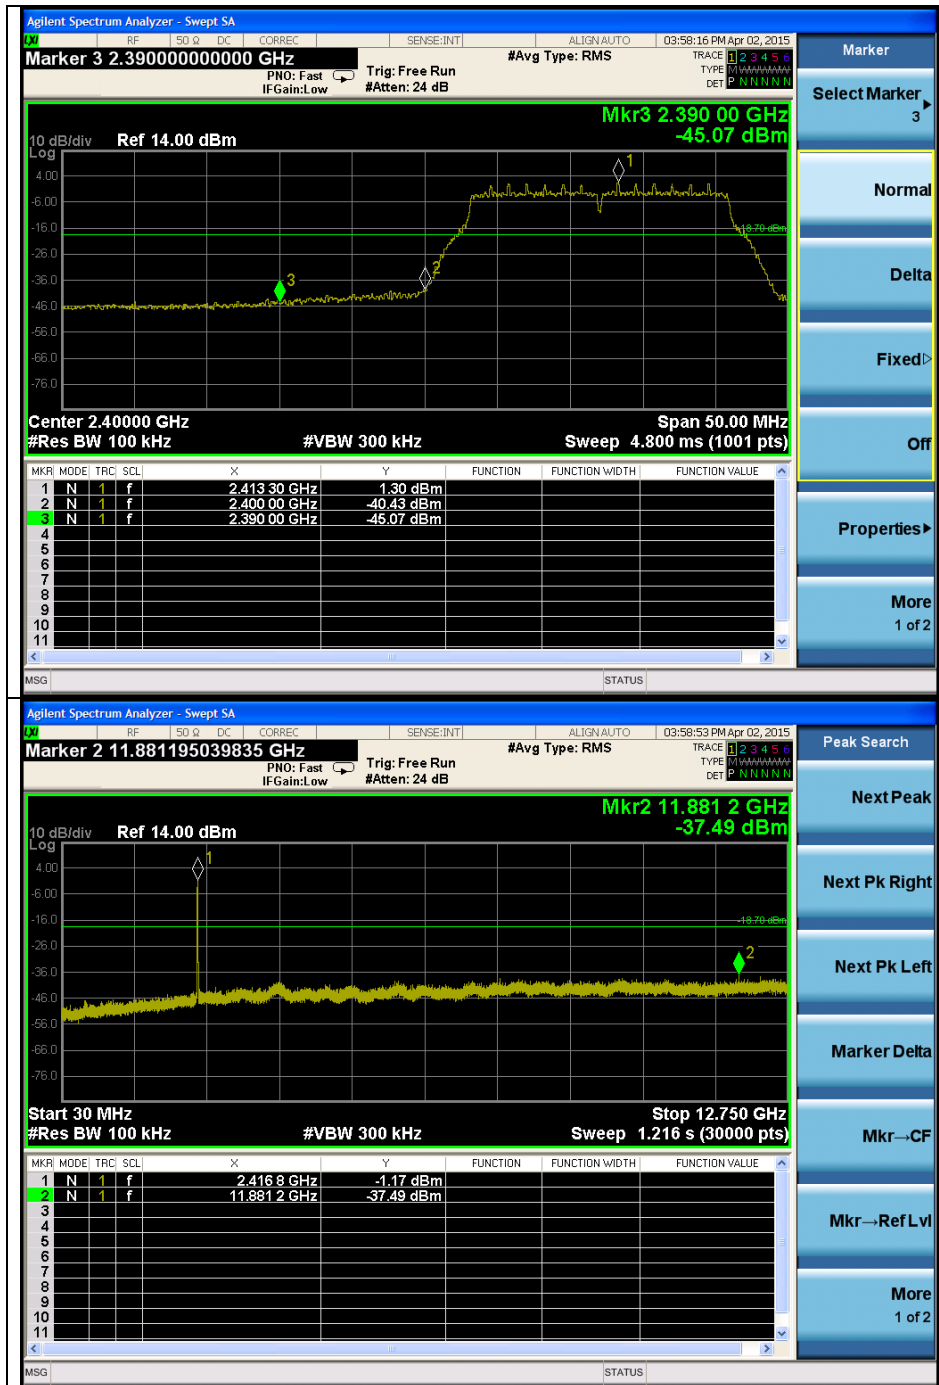 Agilent Spectrum Analyzer - Swept SA
LXI RF 50 Ω DC CORREC SENSE:INT ALIGN AUTO 03:58:16 PM Apr 02, 2015
Marker 3 2.390000000000 GHz #Avg Type: RMS TRACE 1 2 3 4 5 6
PNO: Fast Trig: Free Run TYPE M WWWWW
IFGain:Low #Atten: 24 dB DET P N N N N N
Mkr3 2.390 00 GHz
-45.07 dBm
10 dB/div Ref 14.00 dBm
Log
1
4.00
-6.00
-16.0
-18.70 dBm
-26.0
2
-36.0
3
-46.0
-56.0
-66.0
-76.0
Center 2.40000 GHz Span 50.00 MHz
#Res BW 100 kHz #VBW 300 kHz Sweep 4.800 ms (1001 pts)
MKR MODE TRC SCL X Y FUNCTION FUNCTION WIDTH FUNCTION VALUE
1 N 1 f 2.413 30 GHz 1.30 dBm
2 N 1 f 2.400 00 GHz -40.43 dBm
3 N 1 f 2.390 00 GHz -45.07 dBm
4
5
6
7
8
9
10
11
MSG STATUS
Marker
Select Marker
3
Normal
Delta
Fixed
Off
Properties
More
1 of 2
Agilent Spectrum Analyzer - Swept SA
LXI RF 50 Ω DC CORREC SENSE:INT ALIGN AUTO 03:58:53 PM Apr 02, 2015
Marker 2 11.881195039835 GHz #Avg Type: RMS TRACE 1 2 3 4 5 6
PNO: Fast Trig: Free Run TYPE M WWWWW
IFGain:Low #Atten: 24 dB DET P N N N N N
Mkr2 11.881 2 GHz
-37.49 dBm
10 dB/div Ref 14.00 dBm
Log
1
4.00
-6.00
-16.0
-18.70 dBm
-26.0
2
-36.0
-46.0
-56.0
-66.0
-76.0
Start 30 MHz Stop 12.750 GHz
#Res BW 100 kHz #VBW 300 kHz Sweep 1.216 s (30000 pts)
MKR MODE TRC SCL X Y FUNCTION FUNCTION WIDTH FUNCTION VALUE
1 N 1 f 2.416 8 GHz -1.17 dBm
2 N 1 f 11.881 2 GHz -37.49 dBm
3
4
5
6
7
8
9
10
11
MSG STATUS
Peak Search
Next Peak
Next Pk Right
Next Pk Left
Marker Delta
Mkr→CF
Mkr→Ref Lvl
More
1 of 2